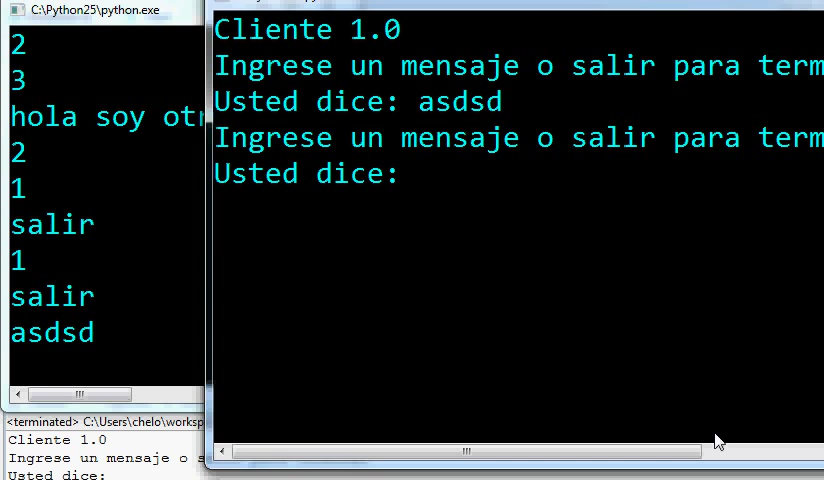 C:\Python25\python.exe
2
3
hola soy otr
2
1
salir
1
salir
asdsd
Cliente 1.0
Ingrese un mensaje o salir para term
Usted dice: asdsd
Ingrese un mensaje o salir para term
Usted dice:
<terminated> C:\Users\chelo\worksp
Cliente 1.0
Ingrese un mensaje o s
Usted dice: